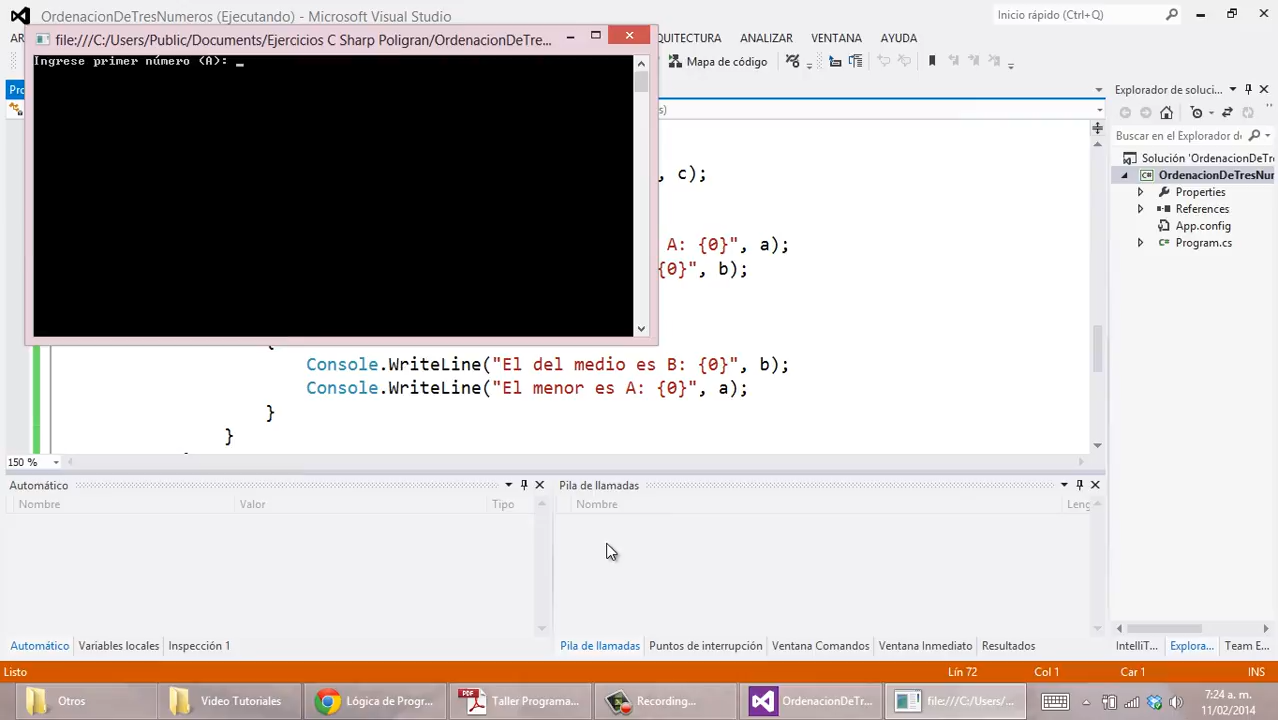 OrdenacionDeTresNumeros (Ejecutando) - Microsoft Visual Studio
Inicio rápido (Ctrl+Q)
file:///C:/Users/Public/Documents/Ejercicios C Sharp Poligran/OrdenacionDeTre...
AR
QUITECTURA
ANALIZAR
VENTANA
AYUDA
Ingrese primer número (A): _
Mapa de código
Pro
s)
Explorador de soluci...
Buscar en el Explorador de
Solución 'OrdenacionDeTre
OrdenacionDeTresNum
Properties
References
App.config
Program.cs
, c);
A: {0}", a);
{0}", b);
{
Console.WriteLine("El del medio es B: {0}", b);
Console.WriteLine("El menor es A: {0}", a);
}
}
150 %
Automático
Pila de llamadas
Nombre
Valor
Tipo
Nombre
Leng
Automático
Variables locales
Inspección 1
Pila de llamadas
Puntos de interrupción
Ventana Comandos
Ventana Inmediato
Resultados
IntelliT...
Explora...
Team E...
Listo
Lín 72
Col 1
Car 1
INS
Otros
Video Tutoriales
Lógica de Progr...
Taller Programa...
Recording...
OrdenacionDeTr...
file:///C:/Users/...
7:24 a. m.
11/02/2014